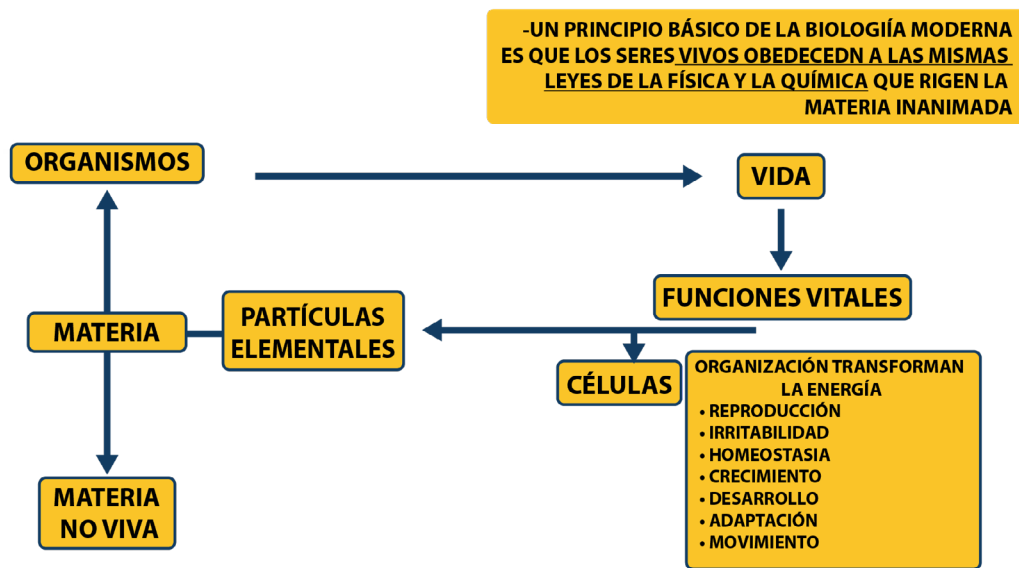 -UN PRINCIPIO BÁSICO DE LA BIOLOGIÍA MODERNA
ES QUE LOS SERES VIVOS OBEDECEDN A LAS MISMAS
LEYES DE LA FÍSICA Y LA QUÍMICA QUE RIGEN LA
MATERIA INANIMADA
ORGANISMOS
VIDA
FUNCIONES VITALES
MATERIA
PARTÍCULAS
ELEMENTALES
CÉLULAS
ORGANIZACIÓN TRANSFORMAN
LA ENERGÍA
• REPRODUCCIÓN
• IRRITABILIDAD
• HOMEOSTASIA
• CRECIMIENTO
• DESARROLLO
• ADAPTACIÓN
• MOVIMIENTO
MATERIA
NO VIVA